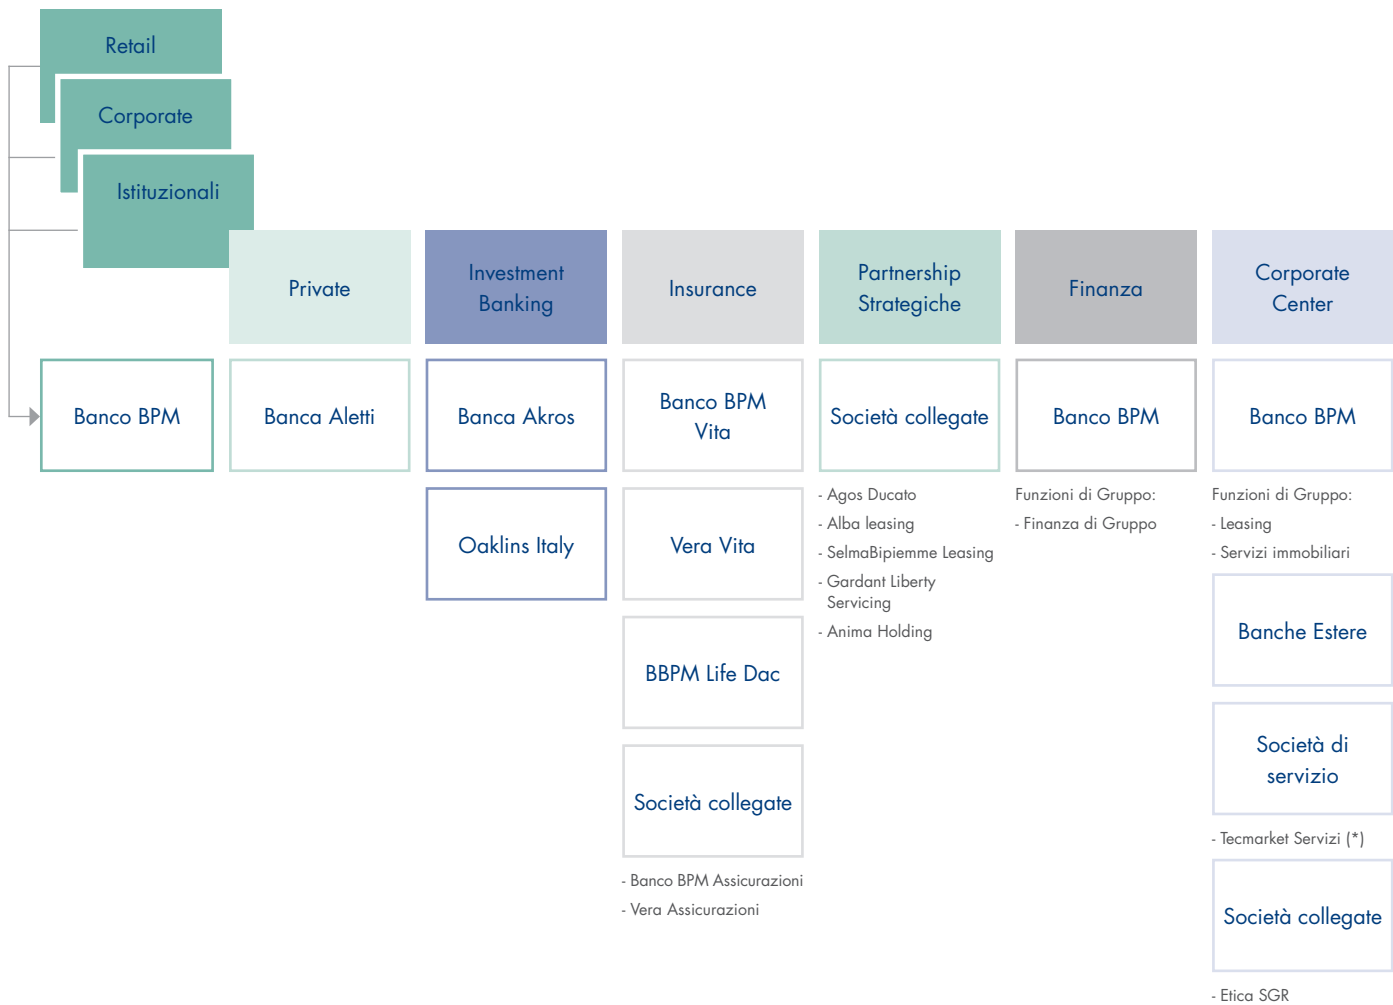 Retail
Corporate
Istituzionali
Private
Investment
Banking
Insurance
Partnership
Strategiche
Finanza
Corporate
Center
Banco BPM
Banca Aletti
Banca Akros
Banco BPM
Vita
Società collegate
Banco BPM
Banco BPM
Oaklins Italy
Vera Vita
BBPM Life Dac
Società collegate
- Banco BPM Assicurazioni
- Vera Assicurazioni
- Agos Ducato
- Alba leasing
- SelmaBipiemme Leasing
- Gardant Liberty
Servicing
- Anima Holding
Funzioni di Gruppo:
- Finanza di Gruppo
Funzioni di Gruppo:
- Leasing
- Servizi immobiliari
Banche Estere
Società di
servizio
- Tecmarket Servizi (*)
Società collegate
- Etica SGR